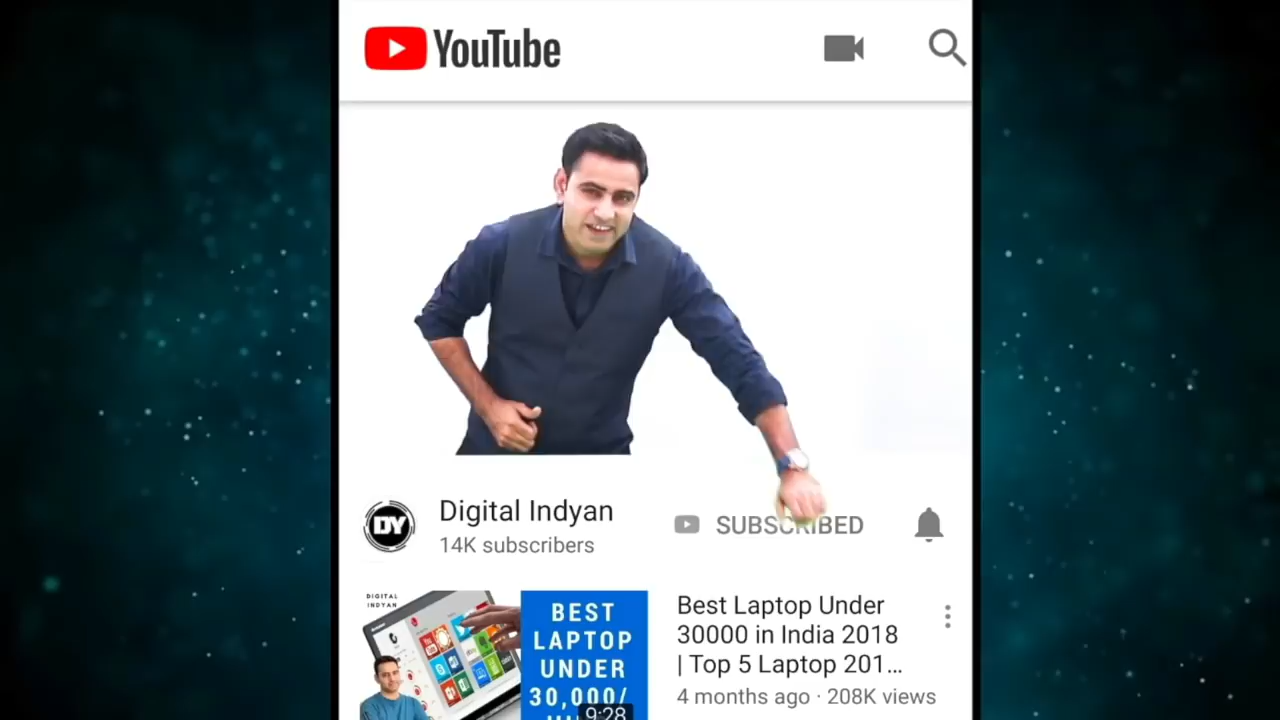 YouTube
Digital Indyan
14K subscribers
SUBSCRIBED
DY
DIGITAL
INDYAN
BEST
LAPTOP
UNDER
30,000/
9:28
Best Laptop Under
30000 in India 2018
| Top 5 Laptop 201...
4 months ago · 208K views